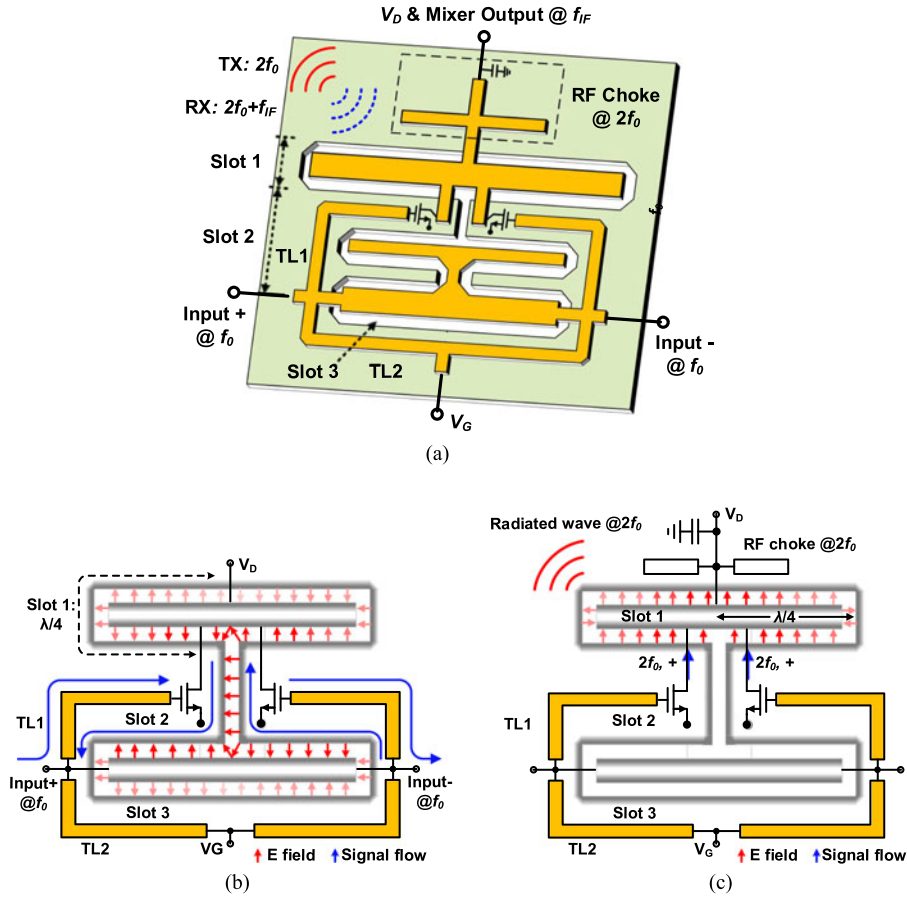 V_D & Mixer Output @ f_IF
TX: 2f_0
RX: 2f_0+f_IF
RF Choke
@ 2f_0
Slot 1
Slot 2
TL1
Input +
@ f_0
Slot 3
TL2
Input -
@ f_0
V_G
(a)
V_D
Slot 1:
λ/4
TL1
Slot 2
Input+
@f_0
Input-
@f_0
Slot 3
TL2
VG
E field
Signal flow
(b)
Radiated wave @2f_0
V_D
RF choke @2f_0
Slot 1
λ/4
2f_0, +
2f_0, +
TL1
Slot 2
Slot 3
TL2
V_G
E field
Signal flow
(c)